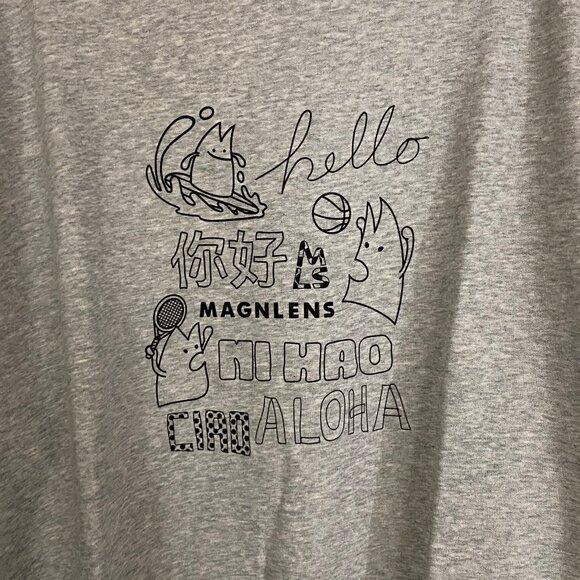 hello
你好 MLS
MAGNLENS
NI HAO
CIAO ALOHA